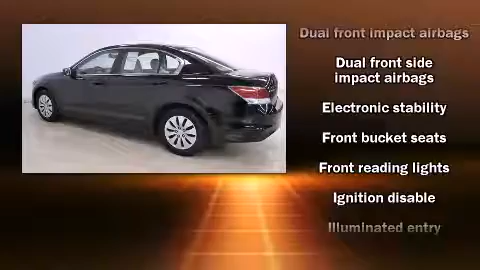 Dual front impact airbags
Dual front side
impact airbags
Electronic stability
Front bucket seats
Front reading lights
Ignition disable
Illuminated entry